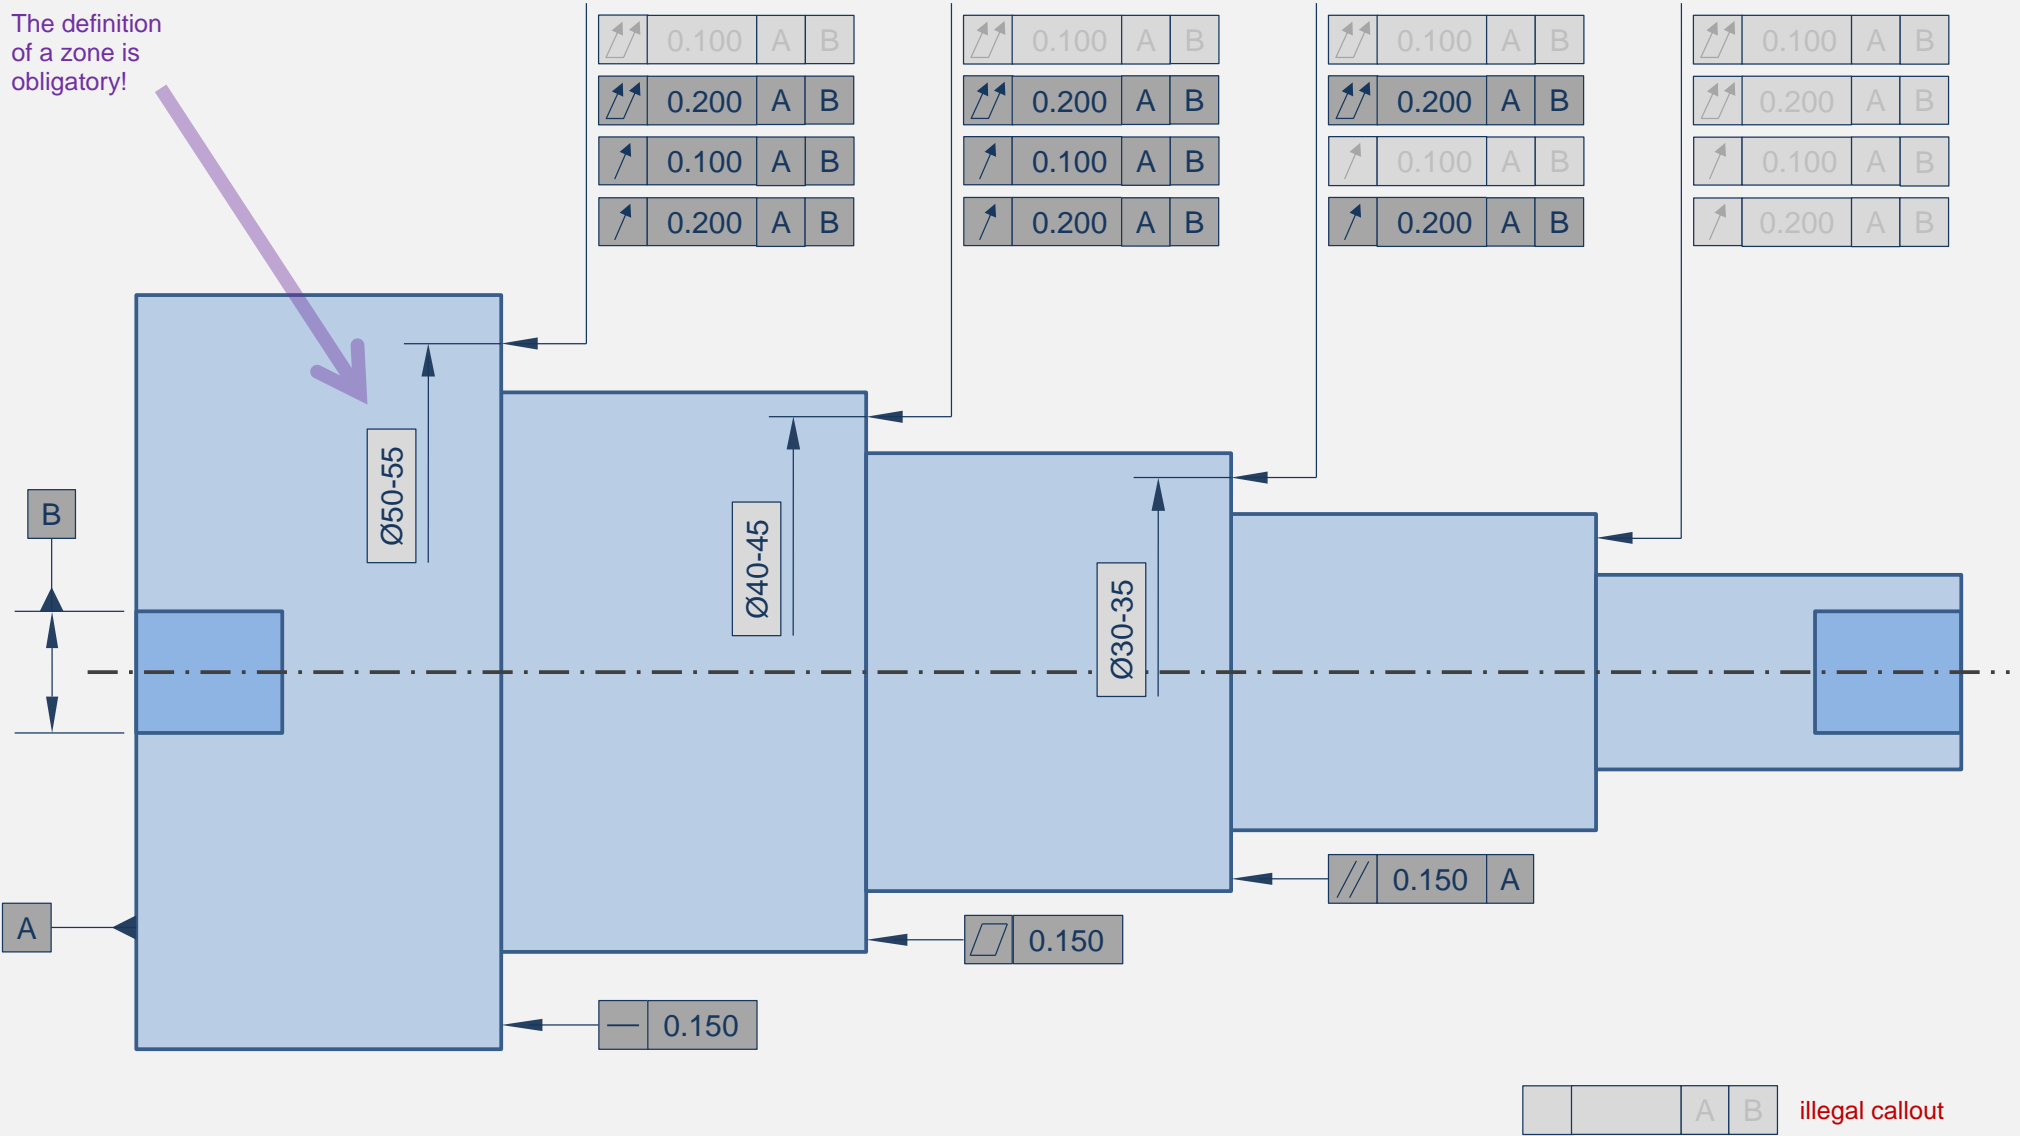 The definition
of a zone is
obligatory!
0.100 A B
0.200 A B
0.100 A B
0.200 A B
0.100 A B
0.200 A B
0.100 A B
0.200 A B
0.100 A B
0.200 A B
0.100 A B
0.200 A B
0.100 A B
0.200 A B
0.100 A B
0.200 A B
Ø50-55
Ø40-45
Ø30-35
B
A
0.150 A
0.150
0.150
A B illegal callout